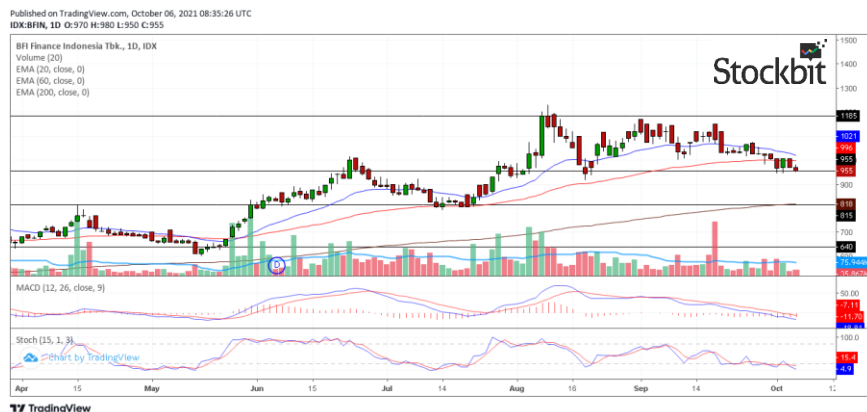 Published on TradingView.com, October 06, 2021 08:35:26 UTC
IDX:BFIN, 1D O:970 H:980 L:950 C:955
BFI Finance Indonesia Tbk., 1D, IDX
Volume (20)
EMA (20, close, 0)
EMA (60, close, 0)
EMA (200, close, 0)
Stockbit
1500
1400
1300
1185
1021
996
955
955
900
818
815
700
640
75.944M
25.867M
D
MACD (12, 26, close, 9)
50.00
-7.11
-11.70
Stoch (15, 1, 3)
Chart by TradingView
100.0
15.4
4.9
Apr 15 May Jun 15 Jul 14 Aug 16 Sep 14 Oct 12
TradingView